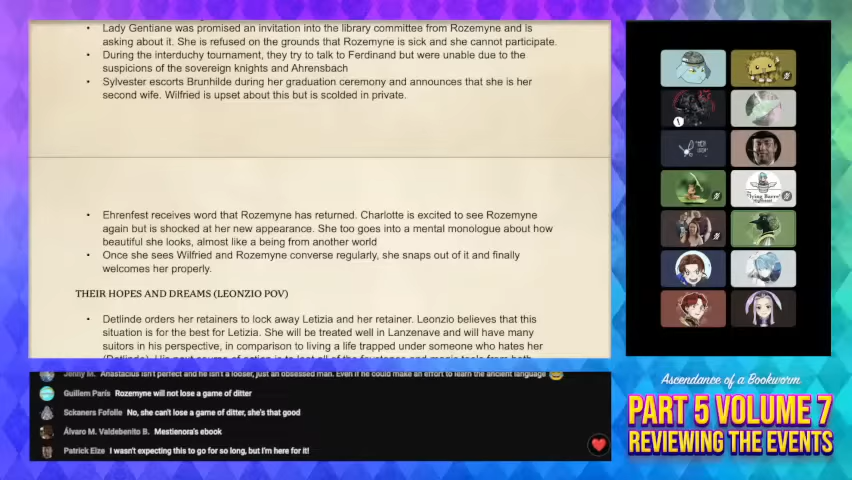 Lady Gentiane was promised an invitation into the library committee from Rozemyne and is
asking about it. She is refused on the grounds that Rozemyne is sick and she cannot participate.
During the interduchy tournament, they try to talk to Ferdinand but were unable due to the
suspicions of the sovereign knights and Ahrensbach
Sylvester escorts Brunhilde during her graduation ceremony and announces that she is her
second wife. Wilfried is upset about this but is scolded in private.
Ehrenfest receives word that Rozemyne has returned. Charlotte is excited to see Rozemyne
again but is shocked at her new appearance. She too goes into a mental monologue about how
beautiful she looks, almost like a being from another world
Once she sees Wilfried and Rozemyne converse regularly, she snaps out of it and finally
welcomes her properly.
THEIR HOPES AND DREAMS (LEONZIO POV)
Detlinde orders her retainers to lock away Letizia and her retainer. Leonzio believes that this
situation is for the best for Letizia. She will be treated well in Lanzenave and will have many
suitors in his perspective, in comparison to living a life trapped under someone who hates her
Jenny M. Anastacius isn't perfect and he isn't a looser, just an obsessed man. Even if he could make an effort to learn the ancient language
Guillem París Rozemyne will not lose a game of ditter
Sckaners Fofolle No, she can't lose a game of ditter, she's that good
Álvaro M. Valdebenito B. Mestienora's ebook
Patrick Elze I wasn't expecting this to go for so long, but I'm here for it!
Ascendance of a Bookworm
PART 5 VOLUME 7
REVIEWING THE EVENTS